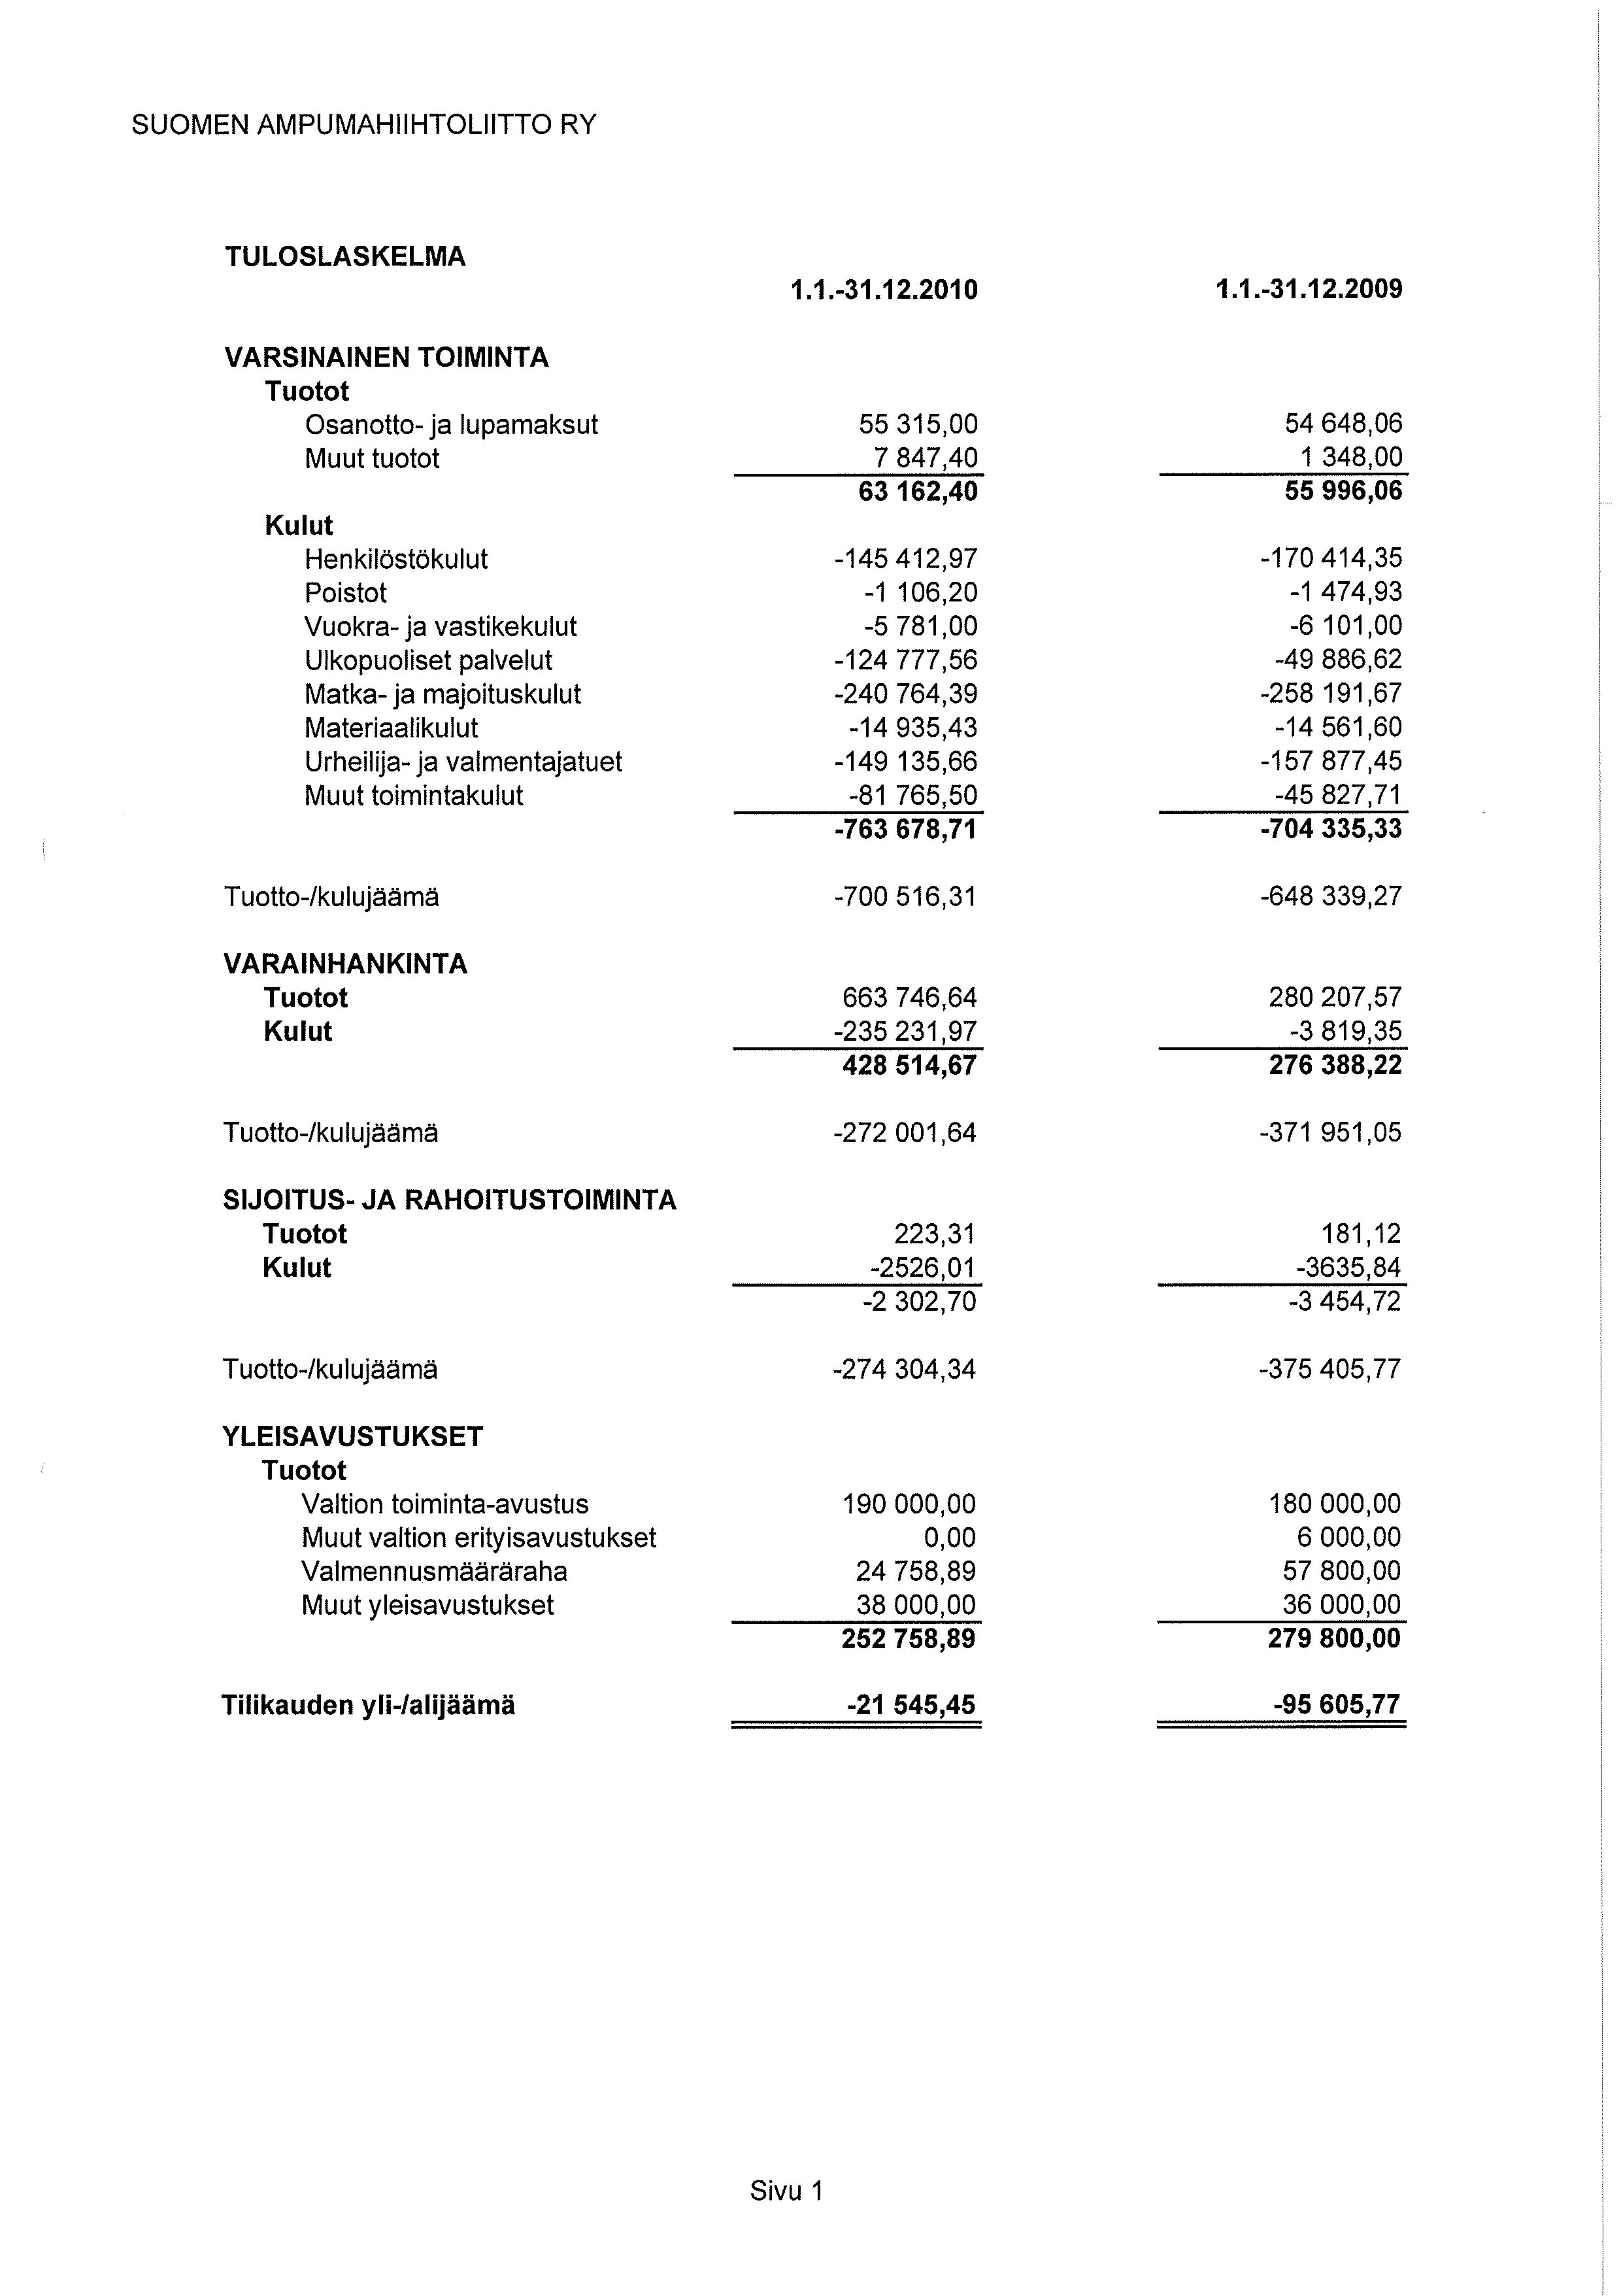 SUOMEN AMPUMAHIIHTOLIITTO RY
TULOSLASKELMA
1.1.-31.12.2010 1.1.-31.12.2009
VARSINAINEN TOIMINTA
Tuotot
Osanotto- ja lupamaksut 55 315,00 54 648,06
Muut tuotot 7 847,40 1 348,00
63 162,40 55 996,06
Kulut
Henkilöstökulut -145 412,97 -170 414,35
Poistot -1 106,20 -1 474,93
Vuokra- ja vastikekulut -5 781,00 -6 101,00
Ulkopuoliset palvelut -124 777,56 -49 886,62
Matka- ja majoituskulut -240 764,39 -258 191,67
Materiaalikulut -14 935,43 -14 561,60
Urheilija- ja valmentajatuet -149 135,66 -157 877,45
Muut toimintakulut -81 765,50 -45 827,71
-763 678,71 -704 335,33
Tuotto-/kulujäämä -700 516,31 -648 339,27
VARAINHANKINTA
Tuotot 663 746,64 280 207,57
Kulut -235 231,97 -3 819,35
428 514,67 276 388,22
Tuotto-/kulujäämä -272 001,64 -371 951,05
SIJOITUS- JA RAHOITUSTOIMINTA
Tuotot 223,31 181,12
Kulut -2526,01 -3635,84
-2 302,70 -3 454,72
Tuotto-/kulujäämä -274 304,34 -375 405,77
YLEISAVUSTUKSET
Tuotot
Valtion toiminta-avustus 190 000,00 180 000,00
Muut valtion erityisavustukset 0,00 6 000,00
Valmennusmääräraha 24 758,89 57 800,00
Muut yleisavustukset 38 000,00 36 000,00
252 758,89 279 800,00
Tilikauden yli-/alijäämä -21 545,45 -95 605,77
Sivu 1